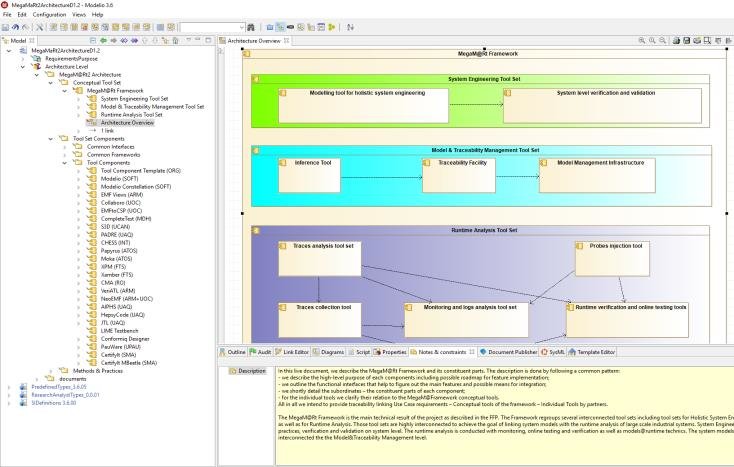 MegaMaRt2ArchitectureD1.2 - Modelio 3.6
File Edit Configuration Views Help
Model
MegaMaRt2ArchitectureD1.2
RequirementsPurpose
Architecture Level
MegaM@Rt2 Architecture
Conceptual Tool Set
MegaM@Rt Framework
System Engineering Tool Set
Model & Traceability Management Tool Set
Runtime Analysis Tool Set
Architecture Overview
1 link
Tool Set Components
Common Interfaces
Common Frameworks
Tool Components
Tool Component Template (ORG)
Modelio (SOFT)
Modelio Constellation (SOFT)
EMF Views (ARM)
Collaboro (UOC)
EMFtoCSP (UOC)
CompleteTest (MDH)
S3D (UCAN)
PADRE (UAQ)
CHESS (INT)
Papyrus (ATOS)
Moka (ATOS)
XPM (FTS)
Xamber (FTS)
CMA (RO)
VeriATL (ARM)
NeoEMF (ARM+UOC)
AIPHS (UAQ)
HepsyCode (UAQ)
JTL (UAQ)
LIME Testbench
Conformiq Designer
PauWare (UPAU)
Certifyit (SMA)
Certifyit MBeetle (SMA)
Methods & Practices
documents
PredefinedTypes_3.6.05
ResearchAnalystTypes_0.0.01
SIDefinitions 3.6.00
Architecture Overview
MegaM@Rt Framework
System Engineering Tool Set
Modelling tool for holistic system engineering
System level verification and validation
Model & Traceability Management Tool Set
Inference Tool
Traceability Facility
Model Management Infrastructure
Runtime Analysis Tool Set
Traces analysis tool set
Probes injection tool
Traces collection tool
Monitoring and logs analysis tool set
Runtime verification and online testing tools
Outline Audit Link Editor Diagrams Script Properties Notes & constraints Document Publisher SysML Template Editor
Description
In this live document, we describe the MegaM@Rt Framework and its constituent parts. The desciption is done by following a common pattern:
- we describe the high-level purpose of each components including possible roadmap for feature implementation;
- we outline the functional interfaces that help to figure out the main features and possible means for integration;
- we shortly detail the subordinates – the constituent parts of each component;
- for the individual tools we clarify their relation to the MegaM@Framework conceptual tools.
All in all we intend to provide traceability linking Use Case requirements – Conceptual tools of the framework – Individual Tools by partners.
The MegaM@Rt Framework is the main technical result of the project as described in the FFP. The Framework regroups several interconnected tool sets including tool sets for Holistic System En
as well as for Runtime Analysis. Those tool sets are highly interconnected to achieve the goal of linking system models with the runtime analysis of large scale industrial systems. System Engineer
practices, verification and validation on system level. The runtime analysis is conducted with monitoring, online testing and verification as well as models@runtime technics. The system models
interconnected the the Model&Traceability Management level.